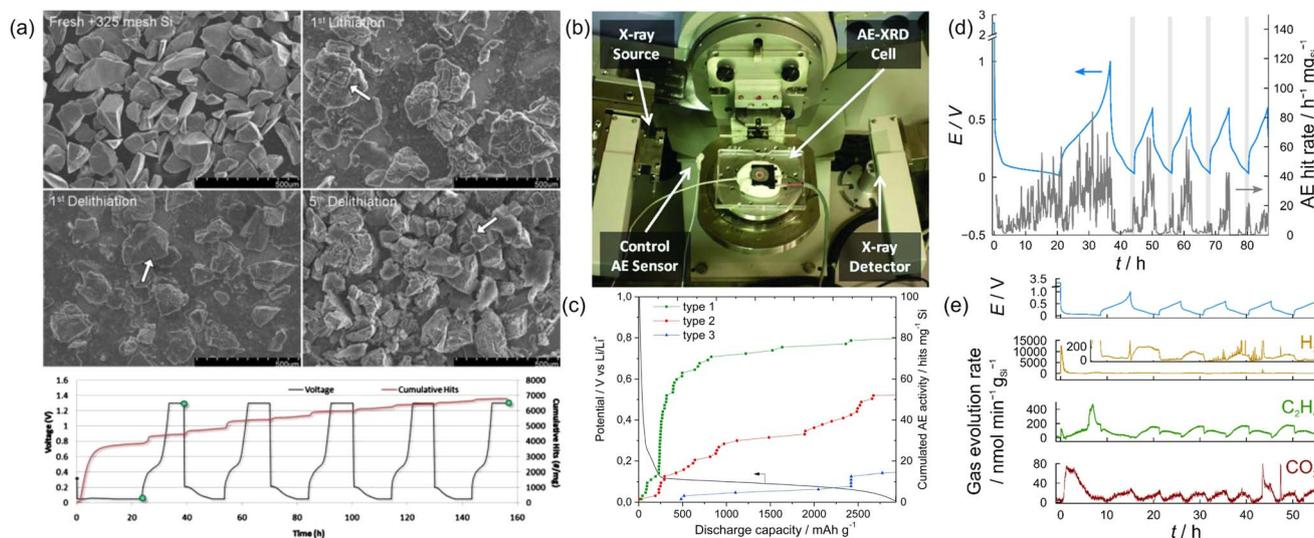 (a)
Fresh +325 mesh Si
1st Lithiation
500um
500um
1st Delithiation
5th Delithiation
500um
500um
Voltage
Cumulative Hits
1.6
1.4
1.2
1
0.8
0.6
0.4
0.2
0
8000
7000
6000
5000
4000
3000
2000
1000
0
Voltage (V)
Cumulative Hits (#/mg)
0
20
40
60
80
100
120
140
160
Time (h)
(b)
X-ray
Source
AE-XRD
Cell
Control
AE Sensor
X-ray
Detector
(c)
type 1
type 2
type 3
1,0
0,8
0,6
0,4
0,2
0,0
100
80
60
40
20
0
Potential / V vs Li/Li+
Cumulated AE activity / hits mg-1 Si
0
500
1000
1500
2000
2500
Discharge capacity / mAh g-1
(d)
3
2
1
0.5
0
−0.5
E / V
140
120
100
80
60
40
20
0
AE hit rate / h−1 mgSi−1
0
10
20
30
40
50
60
70
80
t / h
(e)
3.5
1.0
0.5
0
E / V
15000
10000
5000
0
200
0
H
400
200
0
C2H
80
40
0
CO
Gas evolution rate
/ nmol min−1 gSi−1
0
10
20
30
40
50
t / h